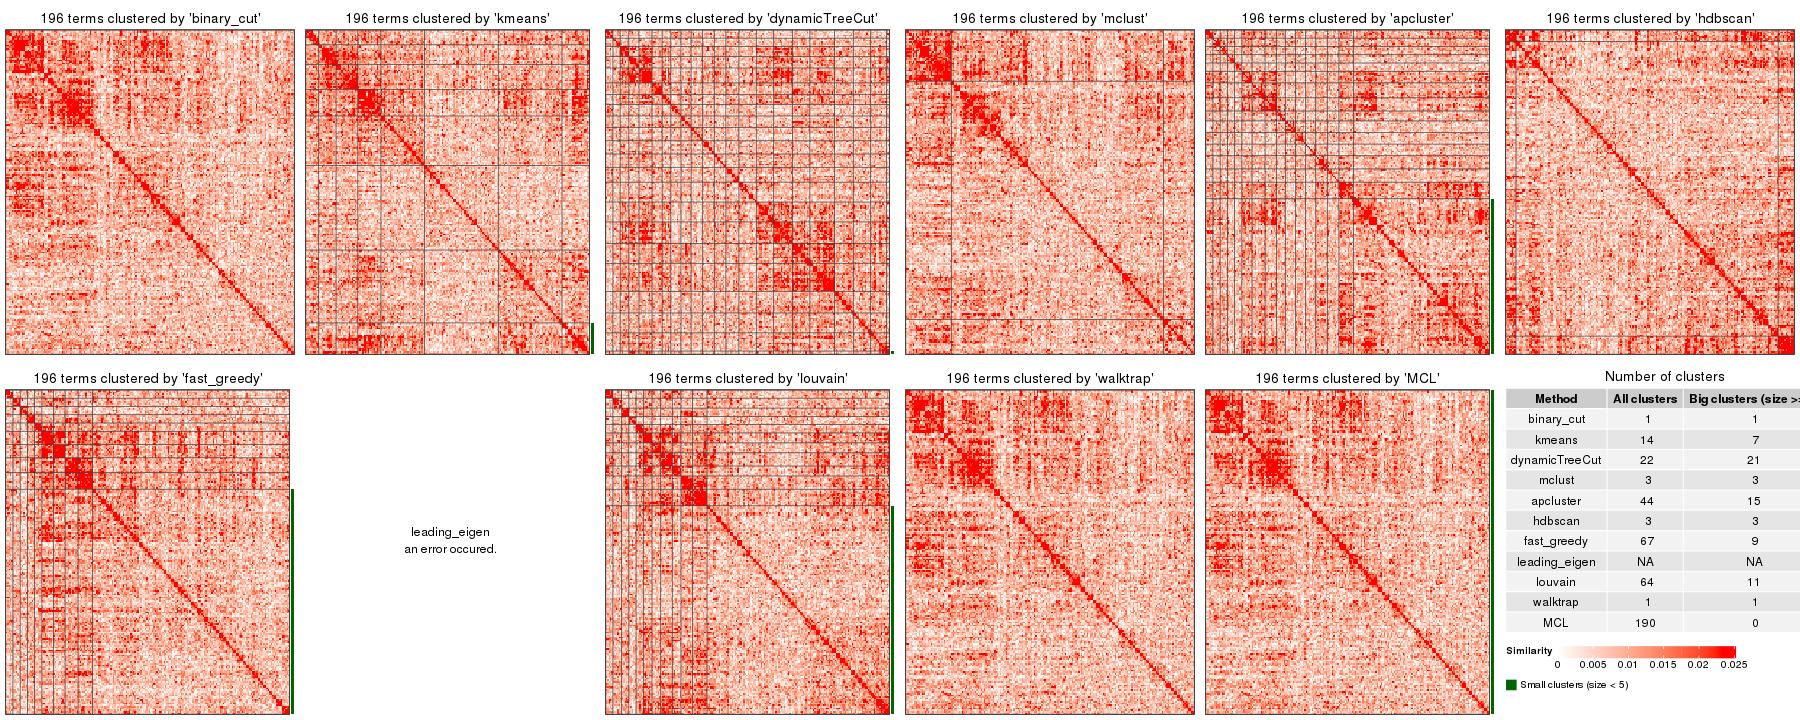 196 terms clustered by 'binary_cut'
196 terms clustered by 'kmeans'
196 terms clustered by 'dynamicTreeCut'
196 terms clustered by 'mclust'
196 terms clustered by 'apcluster'
196 terms clustered by 'hdbscan'
196 terms clustered by 'fast_greedy'
leading_eigen
an error occured.
196 terms clustered by 'louvain'
196 terms clustered by 'walktrap'
196 terms clustered by 'MCL'
Number of clusters
Method All clusters Big clusters (size >=
binary_cut 1 1
kmeans 14 7
dynamicTreeCut 22 21
mclust 3 3
apcluster 44 15
hdbscan 3 3
fast_greedy 67 9
leading_eigen NA NA
louvain 64 11
walktrap 1 1
MCL 190 0
Similarity
0 0.005 0.01 0.015 0.02 0.025
Small clusters (size < 5)